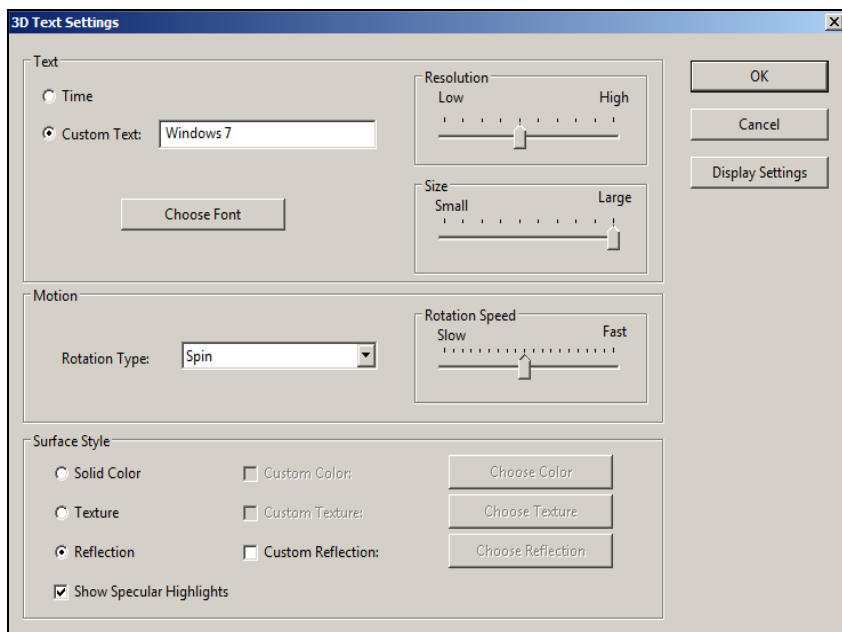 3D Text Settings
Text
Time
Custom Text: Windows 7
Choose Font
Resolution
Low High
Size
Small Large
OK
Cancel
Display Settings
Motion
Rotation Type: Spin
Rotation Speed
Slow Fast
Surface Style
Solid Color Custom Color: Choose Color
Texture Custom Texture: Choose Texture
Reflection Custom Reflection: Choose Reflection
Show Specular Highlights